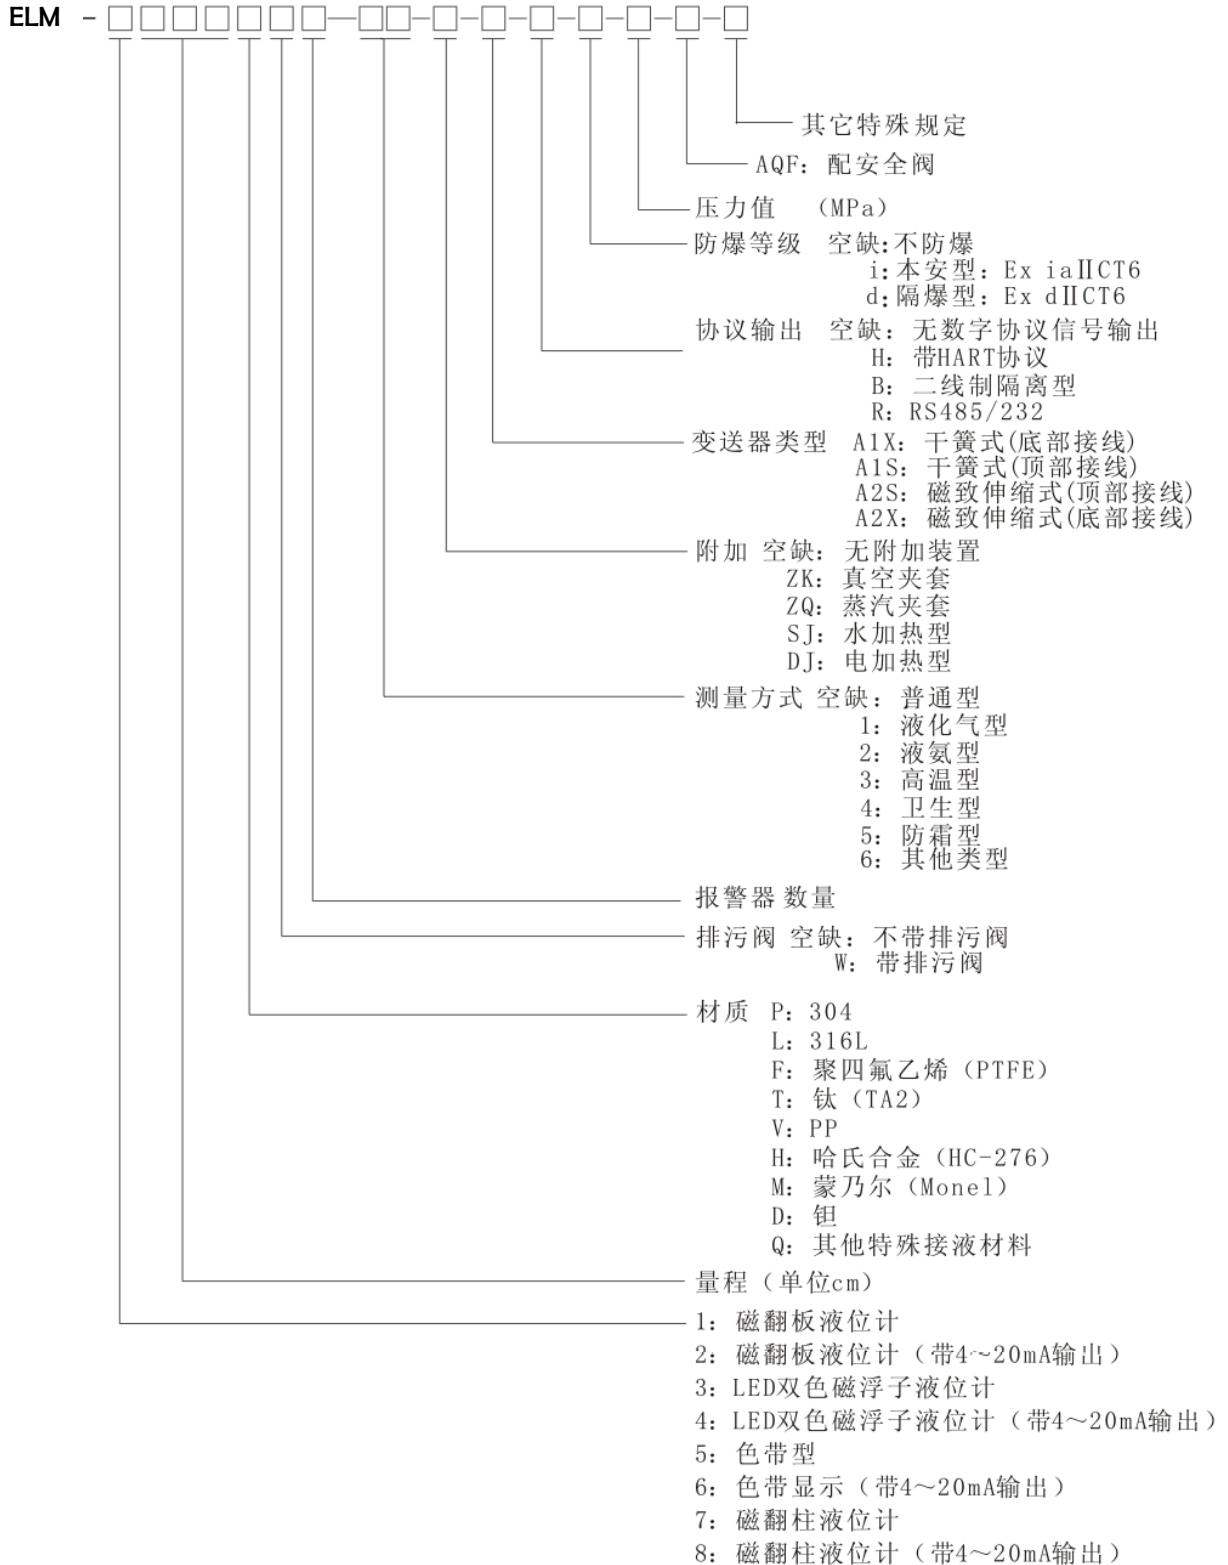 ELM -□□□□□□□—□□-□-□-□-□-□-□-□
其它特殊规定
AQF: 配安全阀
压力值 （MPa）
防爆等级 空缺:不防爆
i:本安型: Ex iaⅡCT6
d:隔爆型: Ex dⅡCT6
协议输出 空缺: 无数字协议信号输出
H: 带HART协议
B: 二线制隔离型
R: RS485/232
变送器类型 A1X: 干簧式(底部接线)
A1S: 干簧式(顶部接线)
A2S: 磁致伸缩式(顶部接线)
A2X: 磁致伸缩式(底部接线)
附加 空缺: 无附加装置
ZK: 真空夹套
ZQ: 蒸汽夹套
SJ: 水加热型
DJ: 电加热型
测量方式 空缺: 普通型
1: 液化气型
2: 液氨型
3: 高温型
4: 卫生型
5: 防霜型
6: 其他类型
报警器数量
排污阀 空缺: 不带排污阀
W: 带排污阀
材质 P: 304
L: 316L
F: 聚四氟乙烯（PTFE）
T: 钛（TA2）
V: PP
H: 哈氏合金（HC-276）
M: 蒙乃尔（Monel）
D: 钽
Q: 其他特殊接液材料
量程（单位cm）
1: 磁翻板液位计
2: 磁翻板液位计（带4~20mA输出）
3: LED双色磁浮子液位计
4: LED双色磁浮子液位计（带4~20mA输出）
5: 色带型
6: 色带显示（带4~20mA输出）
7: 磁翻柱液位计
8: 磁翻柱液位计（带4~20mA输出）